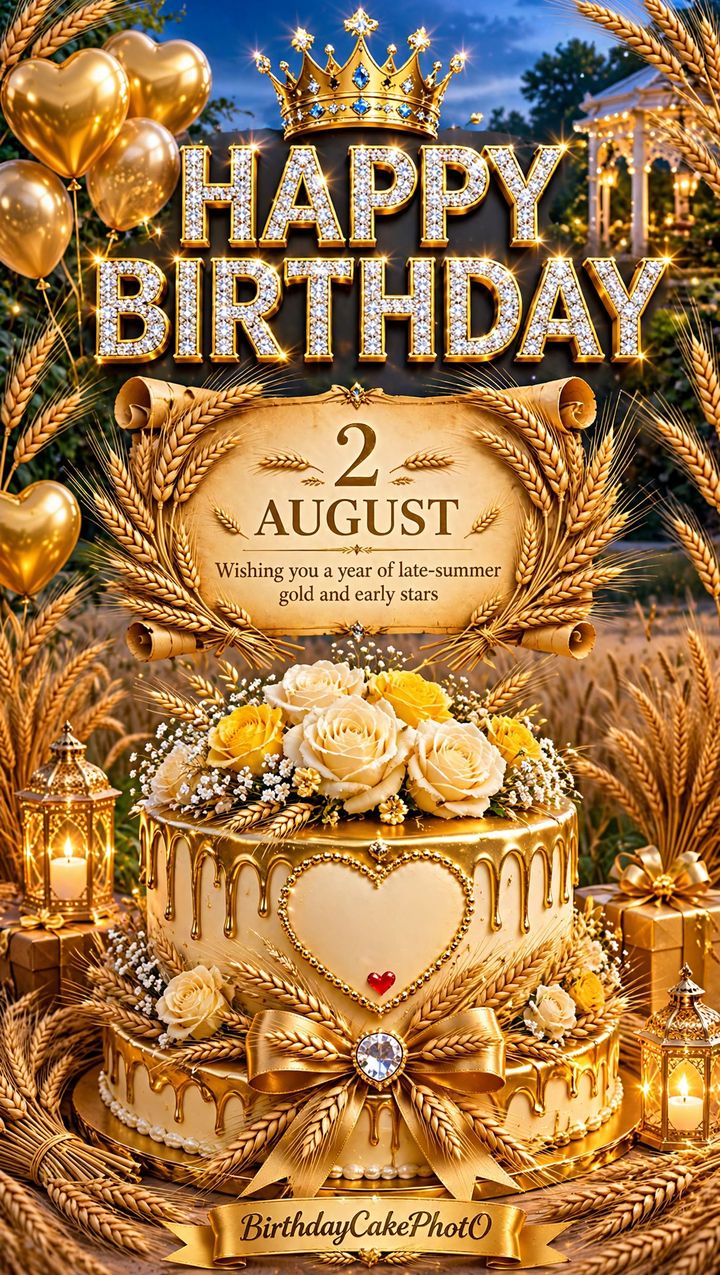 HAPPY
BIRTHDAY
2
AUGUST
Wishing you a year of late-summer
gold and early stars
BirthdayCakePhotO